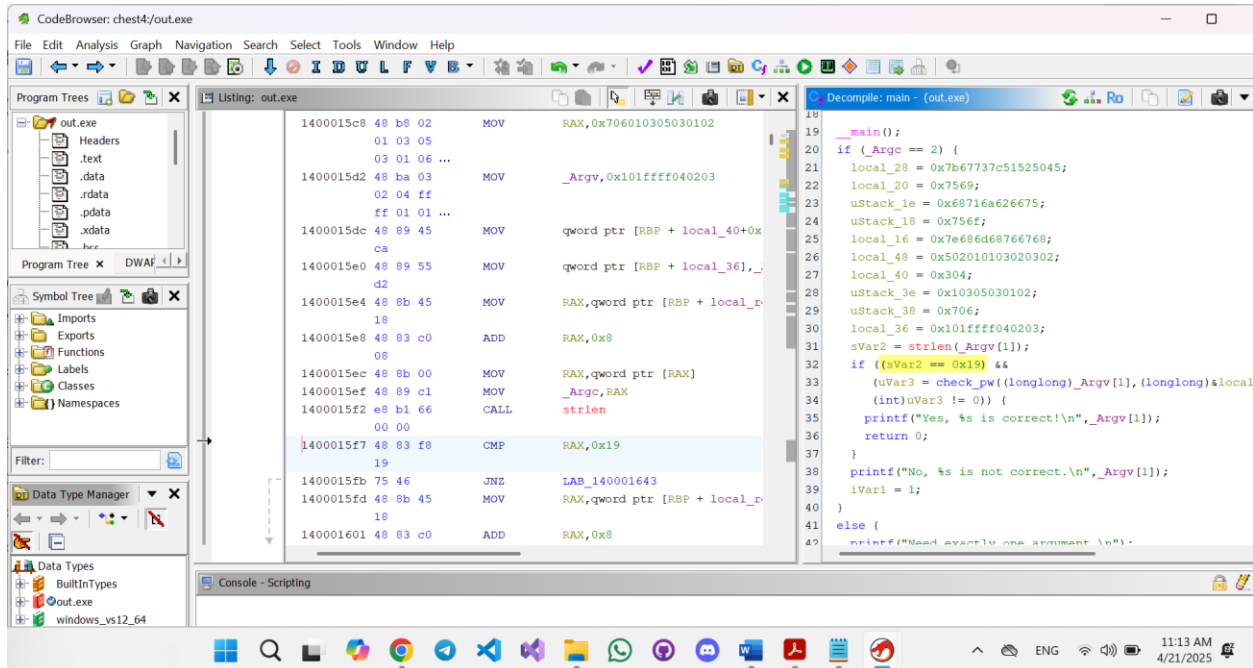 CodeBrowser: chest4:/out.exe
File Edit Analysis Graph Navigation Search Select Tools Window Help
I D U L F V B
Program Trees
out.exe
Headers
.text
.data
.rdata
.pdata
.xdata
.bss
Program Tree
Symbol Tree
Imports
Exports
Functions
Labels
Classes
Namespaces
Filter:
Data Type Manager
Data Types
BuiltInTypes
out.exe
windows_vs12_64
Listing: out.exe
1400015c8 48 b8 02 MOV RAX,0x706010305030102
01 03 05
03 01 06 ...
1400015d2 48 ba 03 MOV _Argv,0x101ffff040203
02 04 ff
ff 01 01 ...
1400015dc 48 89 45 MOV qword ptr [RBP + local_40+0x
ca
1400015e0 48 89 55 MOV qword ptr [RBP + local_36],_
d2
1400015e4 48 8b 45 MOV RAX,qword ptr [RBP + local_r
18
1400015e8 48 83 c0 ADD RAX,0x8
08
1400015ec 48 8b 00 MOV RAX,qword ptr [RAX]
1400015ef 48 89 c1 MOV _Argc,RAX
1400015f2 e8 b1 66 CALL strlen
00 00
1400015f7 48 83 f8 CMP RAX,0x19
19
1400015fb 75 46 JNZ LAB_140001643
1400015fd 48 8b 45 MOV RAX,qword ptr [RBP + local_r
18
140001601 48 83 c0 ADD RAX,0x8
Decompile: main - (out.exe)
Ro
18
19 __main();
20 if (_Argc == 2) {
21 local_28 = 0x7b67737c51525045;
22 local_20 = 0x7569;
23 uStack_1e = 0x68716a626675;
24 uStack_18 = 0x756f;
25 local_16 = 0x7e686d68766768;
26 local_48 = 0x502010103020302;
27 local_40 = 0x304;
28 uStack_3e = 0x10305030102;
29 uStack_38 = 0x706;
30 local_36 = 0x101ffff040203;
31 sVar2 = strlen(_Argv[1]);
32 if ((sVar2 == 0x19) &&
33 (uVar3 = check_pw((longlong)_Argv[1],(longlong)&local
34 (int)uVar3 != 0)) {
35 printf("Yes, %s is correct!\n",_Argv[1]);
36 return 0;
37 }
38 printf("No, %s is not correct.\n",_Argv[1]);
39 iVar1 = 1;
40 }
41 else {
42 printf("Need exactly one argument.\n");
Console - Scripting
ENG
11:13 AM
4/21/2025